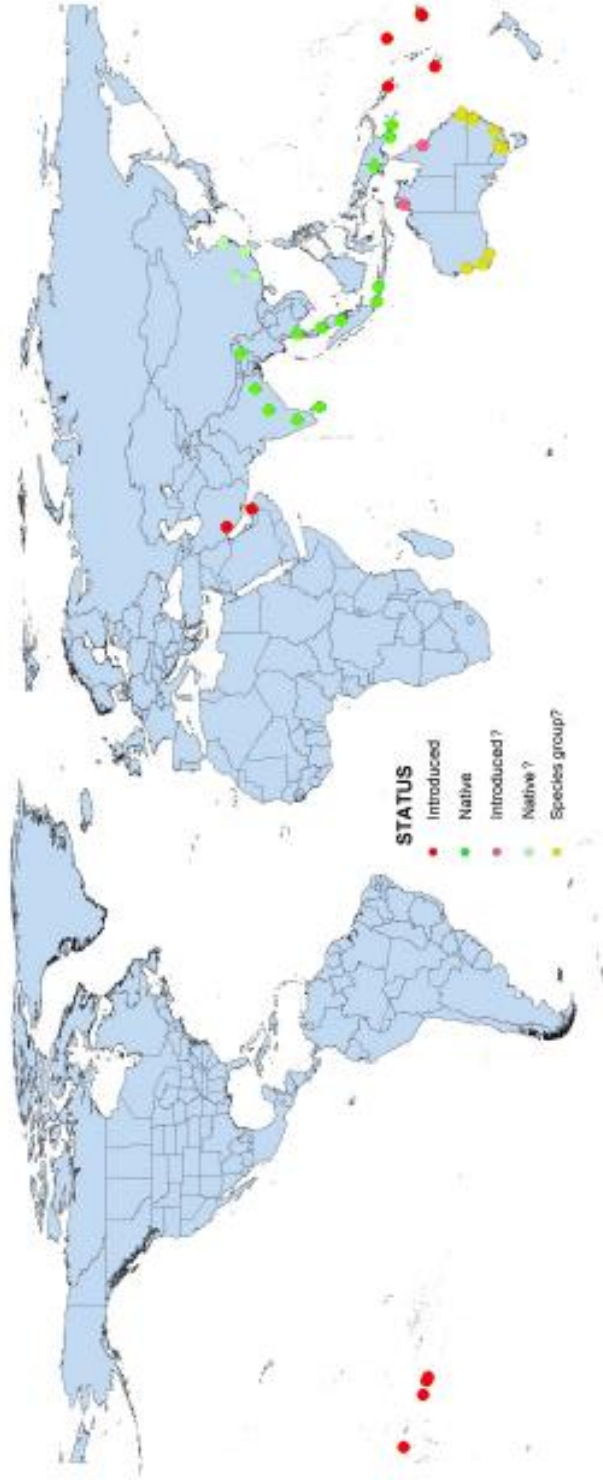 STATUS
Introduced
Native
Introduced?
Native ?
Species group?